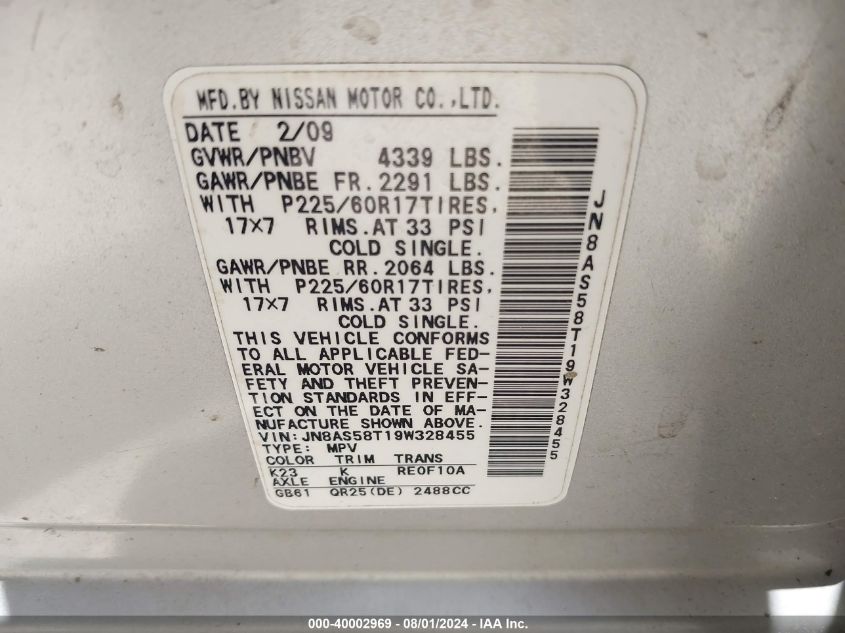 MFD.BY NISSAN MOTOR CO.,LTD.
DATE 2/09
GVWR/PNBV 4339 LBS.
GAWR/PNBE FR. 2291 LBS.
WITH P225/60R17TIRES,
17X7 RIMS.AT 33 PSI
COLD SINGLE.
GAWR/PNBE RR. 2064 LBS.
WITH P225/60R17TIRES,
17X7 RIMS.AT 33 PSI
COLD SINGLE.
THIS VEHICLE CONFORMS
TO ALL APPLICABLE FED-
ERAL MOTOR VEHICLE SA-
FETY AND THEFT PREVEN-
TION STANDARDS IN EFF-
ECT ON THE DATE OF MA-
NUFACTURE SHOWN ABOVE.
VIN: JN8AS58T19W328455
TYPE: MPV
COLOR TRIM TRANS
K23 K RE0F10A
AXLE ENGINE
GB61 QR25(DE) 2488CC
JN8AS58T19W328455
000-40002969 - 08/01/2024 - IAA Inc.